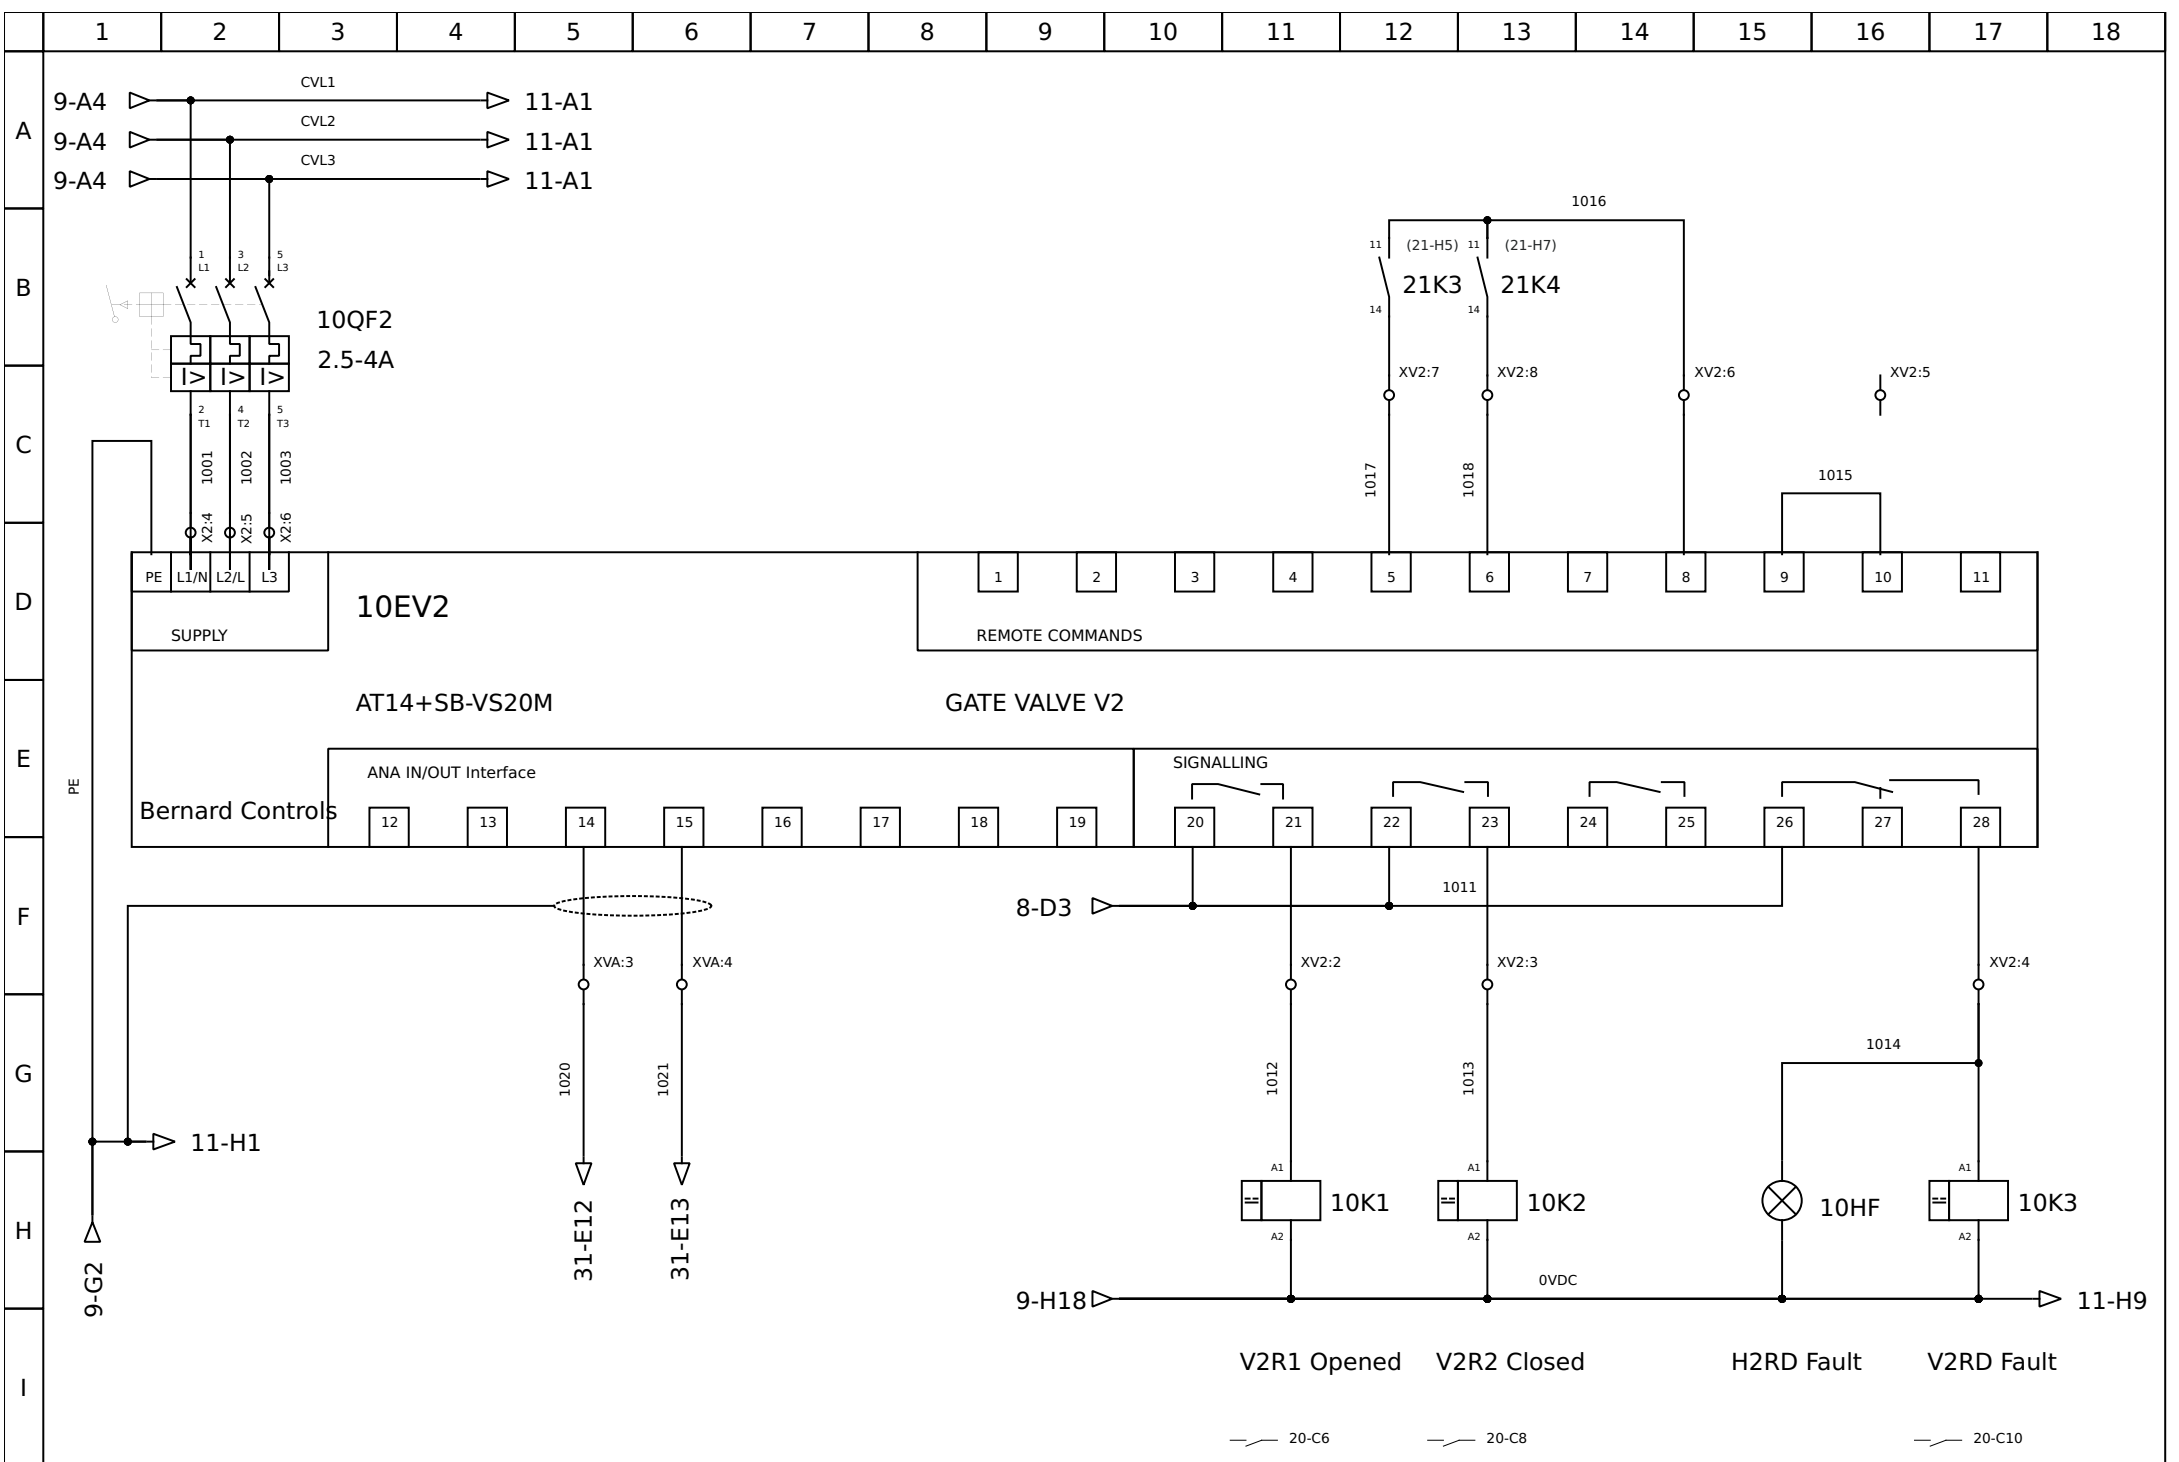 1 2 3 4 5 6 7 8 9 10 11 12 13 14 15 16 17 18
A
B
C
D
E
F
G
H
I
9-A4 CVL1 11-A1
9-A4 CVL2 11-A1
9-A4 CVL3 11-A1
1016
1 3 5
L1 L2 L3
11 (21-H5) 11 (21-H7)
21K3 21K4
14 14
10QF2
2.5-4A
I> I> I>
2 4 5
T1 T2 T3
XV2:7 XV2:8 XV2:6 XV2:5
1001 1002 1003
1017 1018 1015
X2:4 X2:5 X2:6
PE L1/N L2/L L3
1 2 3 4 5 6 7 8 9 10 11
10EV2
SUPPLY
REMOTE COMMANDS
AT14+SB-VS20M
GATE VALVE V2
PE
ANA IN/OUT Interface
SIGNALLING
Bernard Controls
12 13 14 15 16 17 18 19 20 21 22 23 24 25 26 27 28
8-D3 1011
XVA:3 XVA:4 XV2:2 XV2:3 XV2:4
1014
1020 1021 1012 1013
11-H1
A1 A1 A1
10K1 10K2 10HF 10K3
A2 A2 A2
31-E12 31-E13
9-G2
9-H18 0VDC 11-H9
V2R1 Opened V2R2 Closed H2RD Fault V2RD Fault
20-C6 20-C8 20-C10